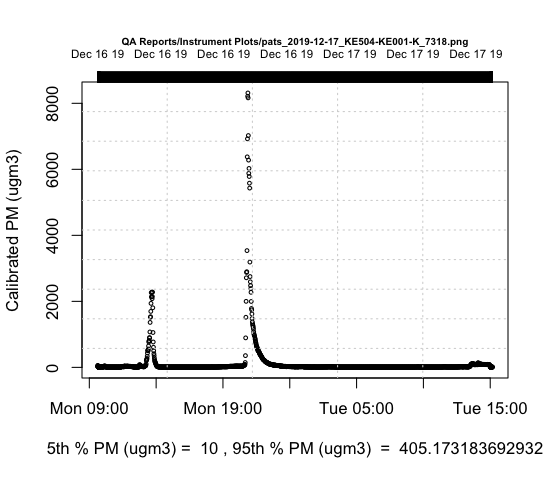 QA Reports/Instrument Plots/pats_2019-12-17_KE504-KE001-K_7318.png
Dec 16 19 Dec 16 19 Dec 16 19 Dec 16 19 Dec 17 19 Dec 17 19 Dec 17 19
Calibrated PM (ugm3)
8000
6000
4000
2000
0
Mon 09:00 Mon 19:00 Tue 05:00 Tue 15:00
5th % PM (ugm3) = 10 , 95th % PM (ugm3) = 405.173183692932